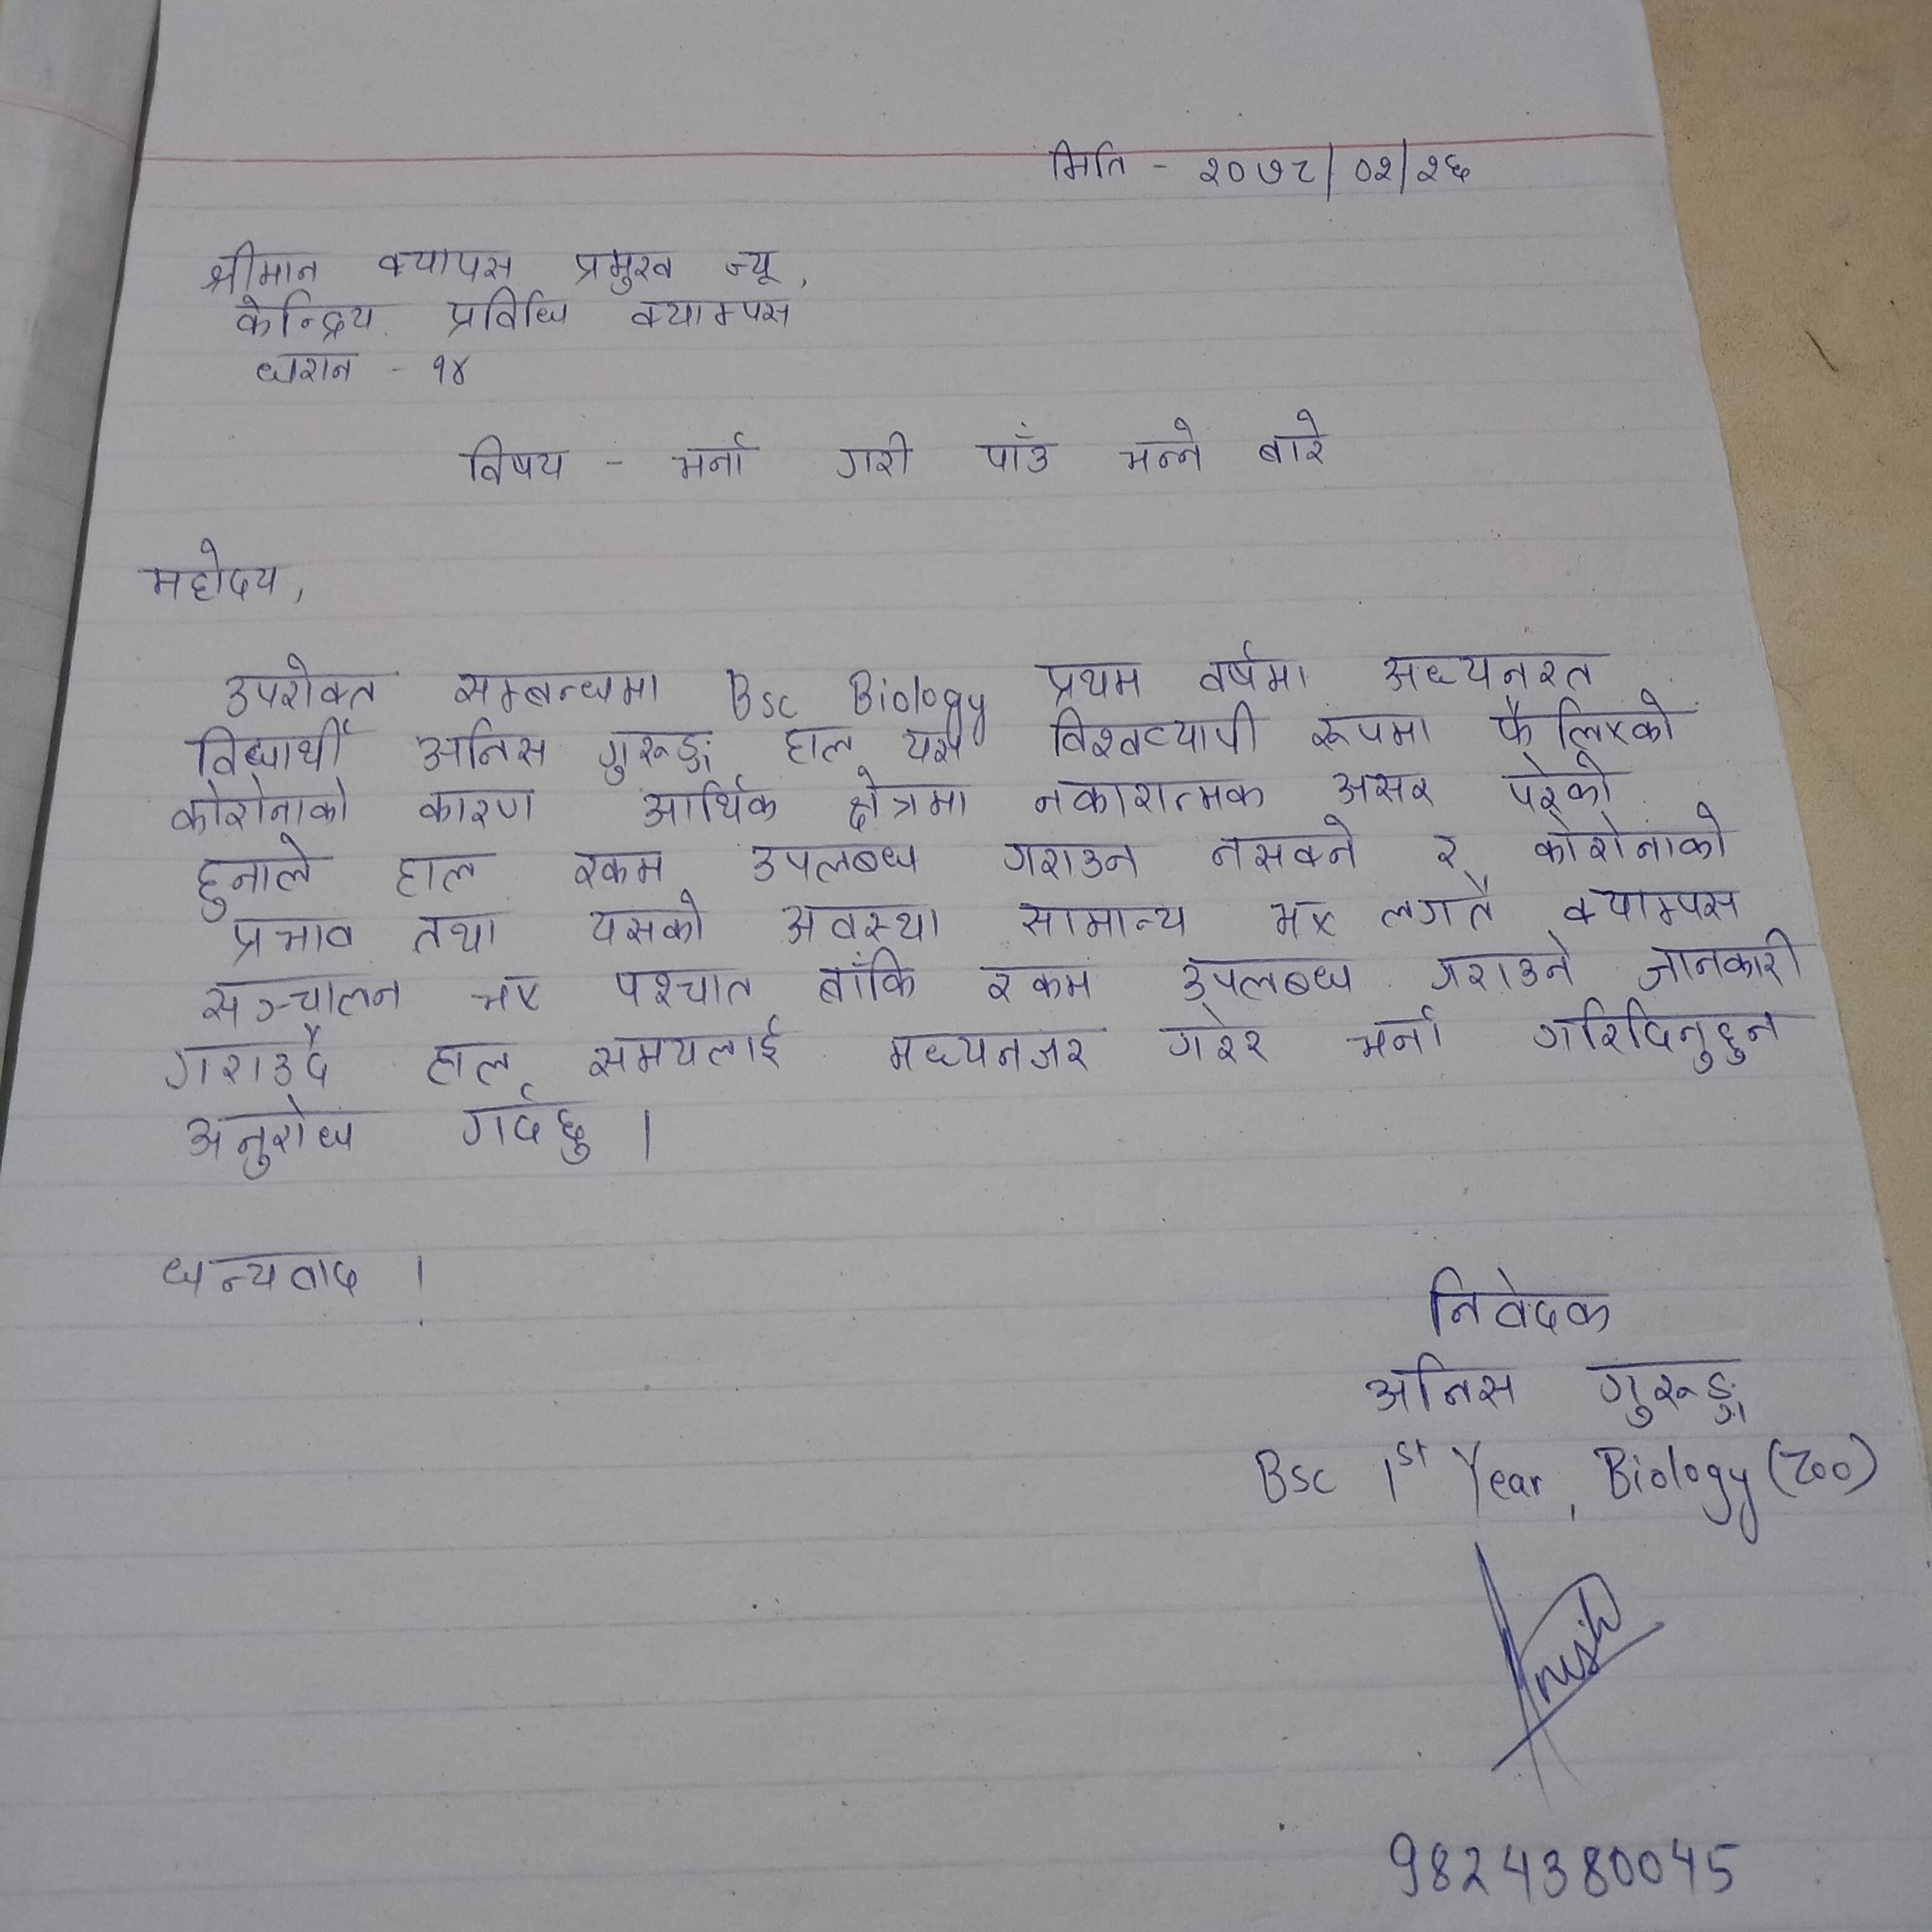 मिति - २०७८/०२/२६
श्रीमान क्यापस प्रमुख ज्यू,
केन्द्रिय प्रविधि क्याम्पस
धरान - १४
विषय - भर्ना गरी पाँउ भन्ने बारे
महोदय,
उपरोक्त सम्बन्धमा Bsc Biology प्रथम वर्षमा अध्यनरत
विद्यार्थी अनिस गुरूङ्ग हाल यस विश्वव्यापी रूपमा फैलिएको
कोरोनाको कारण आर्थिक क्षेत्रमा नकारात्मक असर परेको
हुनाले हाल रकम उपलब्ध गराउन नसक्ने र कोरोनाको
प्रभाव तथा यसको अवस्था सामान्य भए लगतै क्याम्पस
सञ्चालन भए पश्चात बाँकि रकम उपलब्ध गराउने जानकारी
गराउदै हाल समयलाई मध्यनजर गरेर भर्ना गरिदिनुहुन
अनुरोध गर्दछु ।
धन्यवाद ।
निवेदक
अनिस गुरूङ्ग
Bsc 1st Year, Biology (Zoo)
Anish
9824380045